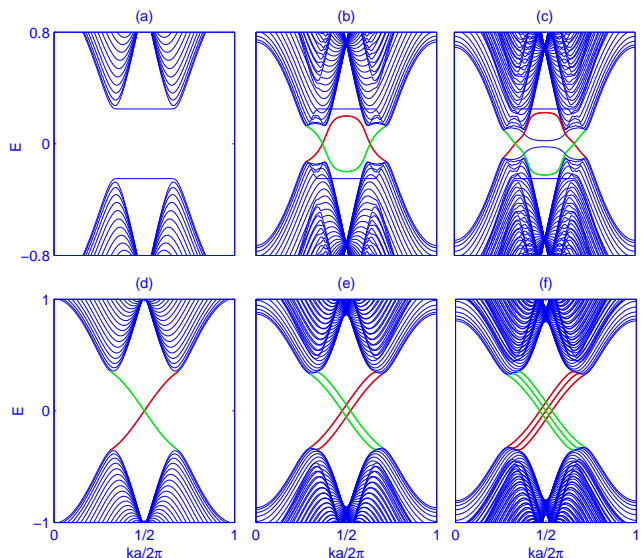 (a) (b) (c)
0.8
E
0
−0.8
(d) (e) (f)
1
E
0
−1
0 1/2 1 0 1/2 1 0 1/2 1
ka/2π ka/2π ka/2π